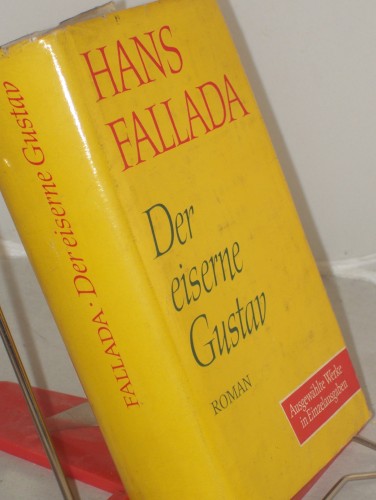 FALLADA · Der eiserne Gustav
HANS
FALLADA
Der
eiserne
Gustav
ROMAN
Ausgewählte Werke
in Einzelausgaben